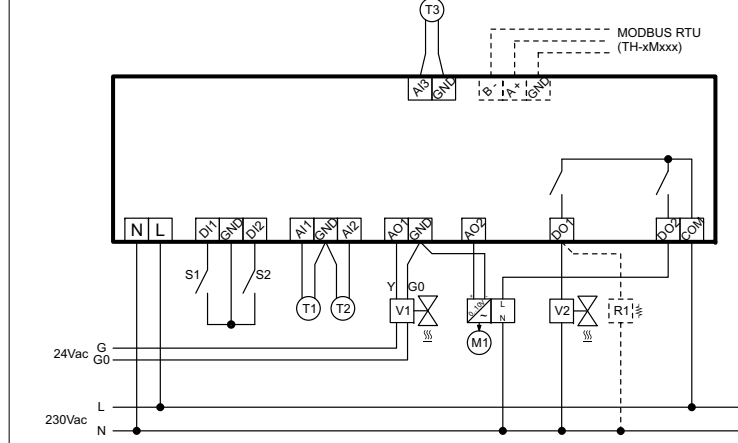 T3
MODBUS RTU
(TH-xMxxx)
AI3 GND B - A + GND
N L DI1 GND DI2 AI1 GND AI2 AO1 GND AO2 DO1 DO2 COM
S1 S2
Y G0
T1 T2 V1 0..10V ~ L N V2 R1
M1
24Vac G
G0
L
230Vac
N